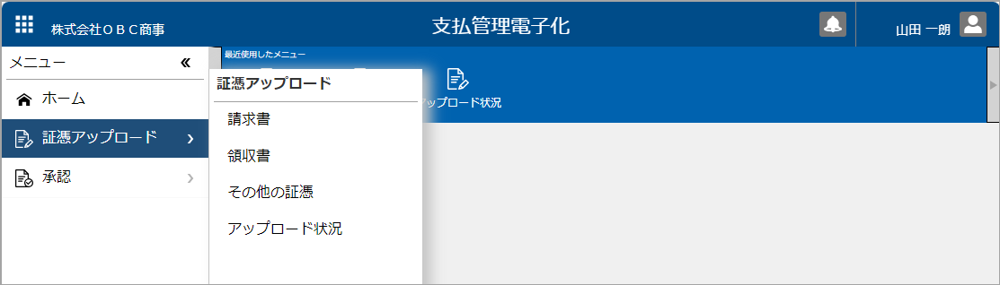 株式会社ＯＢＣ商事
支払管理電子化
山田 一朗
メニュー
ホーム
証憑アップロード
承認
証憑アップロード
請求書
領収書
その他の証憑
アップロード状況
最近使用したメニュー
アップロード状況